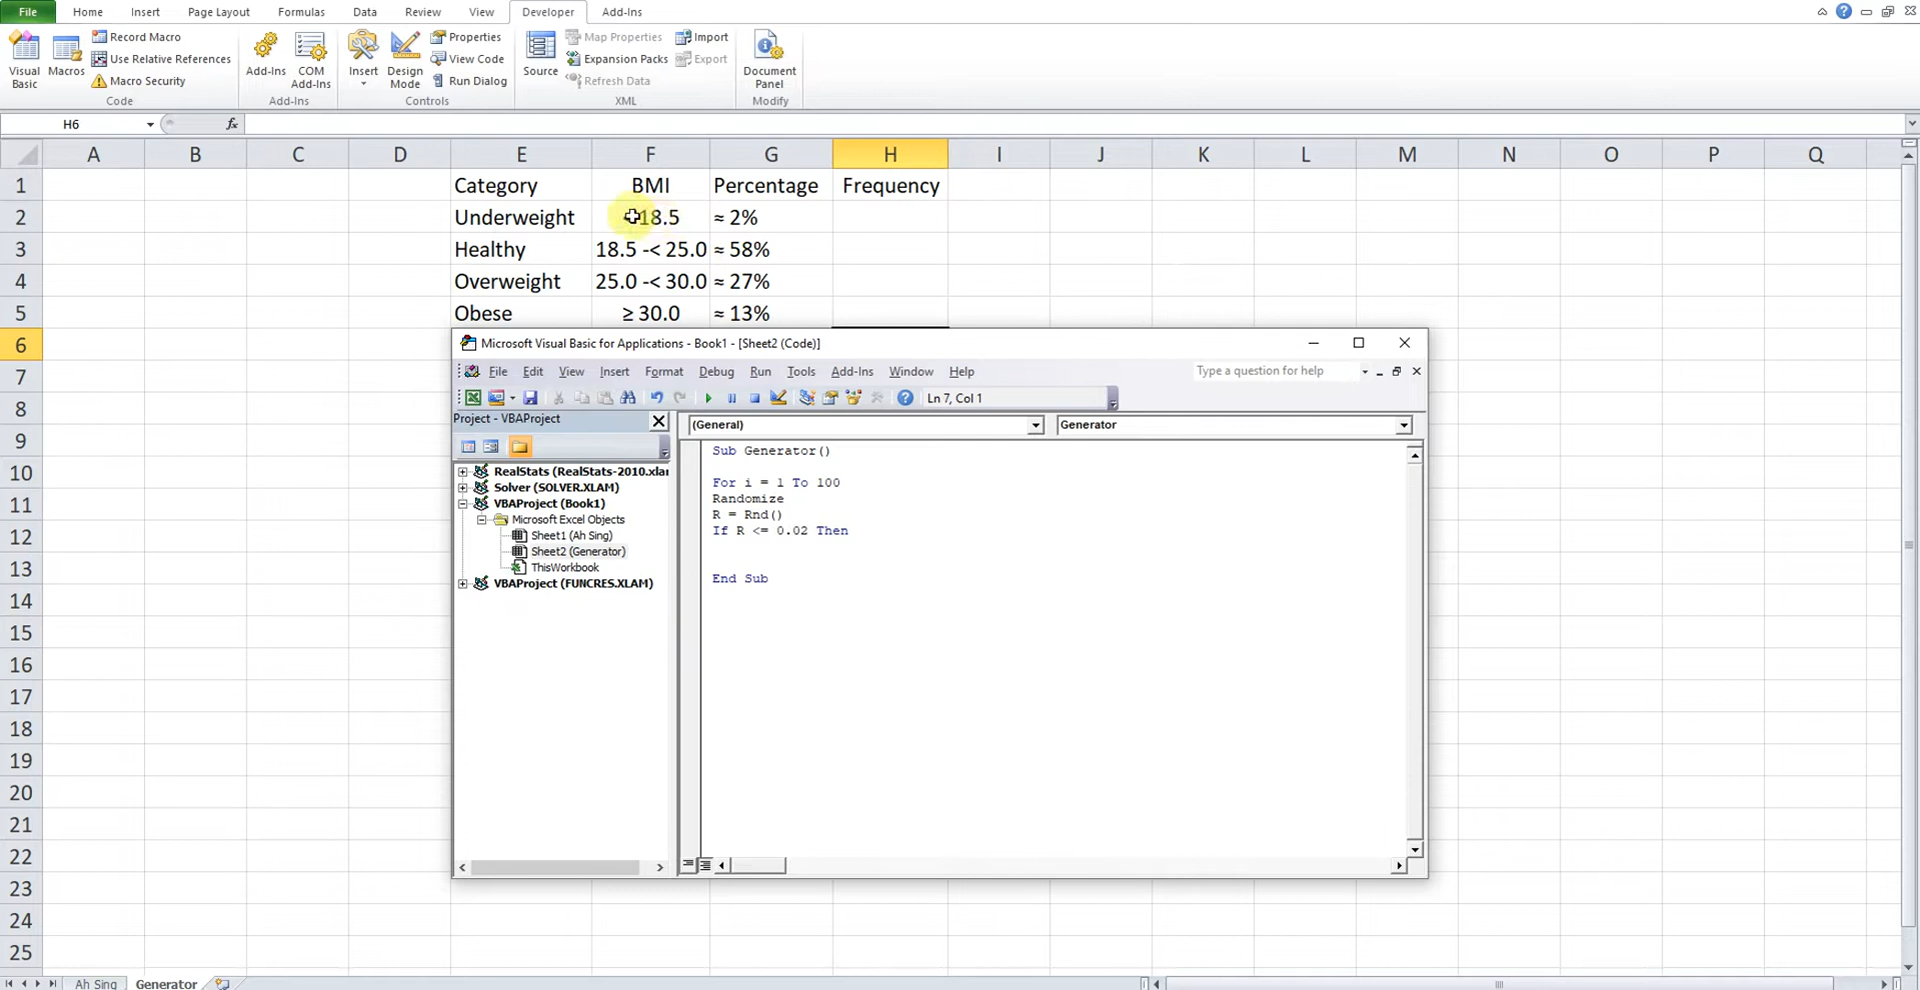 File Home Insert Page Layout Formulas Data Review View Developer Add-Ins
Visual Basic
Macros
Record Macro
Use Relative References
Macro Security
Code
Add-Ins
COM Add-Ins
Add-Ins
Insert
Design Mode
Properties
View Code
Run Dialog
Controls
Source
Map Properties
Expansion Packs
Refresh Data
Import
Export
XML
Document Panel
Modify
H6 fx
A B C D E F G H I J K L M N O P Q
1 Category BMI Percentage Frequency
2 Underweight 18.5 ≈ 2%
3 Healthy 18.5 -< 25.0 ≈ 58%
4 Overweight 25.0 -< 30.0 ≈ 27%
5 Obese ≥ 30.0 ≈ 13%
6
7
8
9
10
11
12
13
14
15
16
17
18
19
20
21
22
23
24
25
Microsoft Visual Basic for Applications - Book1 - [Sheet2 (Code)]
File Edit View Insert Format Debug Run Tools Add-Ins Window Help Type a question for help
Ln 7, Col 1
Project - VBAProject
(General) Generator
RealStats (RealStats-2010.xlar
Solver (SOLVER.XLAM)
VBAProject (Book1)
Microsoft Excel Objects
Sheet1 (Ah Sing)
Sheet2 (Generator)
ThisWorkbook
VBAProject (FUNCRES.XLAM)
Sub Generator()
For i = 1 To 100
Randomize
R = Rnd()
If R <= 0.02 Then
End Sub
Ah Sing Generator